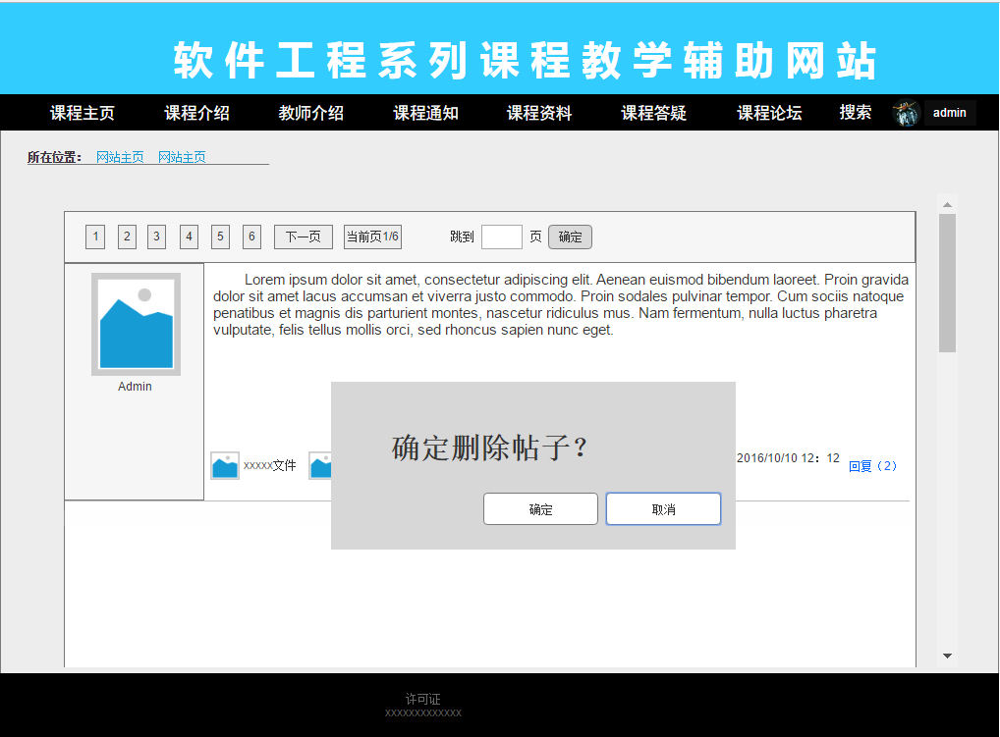 软件工程系列课程教学辅助网站
课程主页 课程介绍 教师介绍 课程通知 课程资料 课程答疑 课程论坛 搜索 admin
所在位置： 网站主页 网站主页
1 2 3 4 5 6 下一页 当前页1/6 跳到 页 确定
Lorem ipsum dolor sit amet, consectetur adipiscing elit. Aenean euismod bibendum laoreet. Proin gravida
dolor sit amet lacus accumsan et viverra justo commodo. Proin sodales pulvinar tempor. Cum sociis natoque
penatibus et magnis dis parturient montes, nascetur ridiculus mus. Nam fermentum, nulla luctus pharetra
vulputate, felis tellus mollis orci, sed rhoncus sapien nunc eget.
Admin
确定删除帖子？
xxxxx文件 2016/10/10 12：12 回复（2）
确定 取消
许可证
xxxxxxxxxxxxx